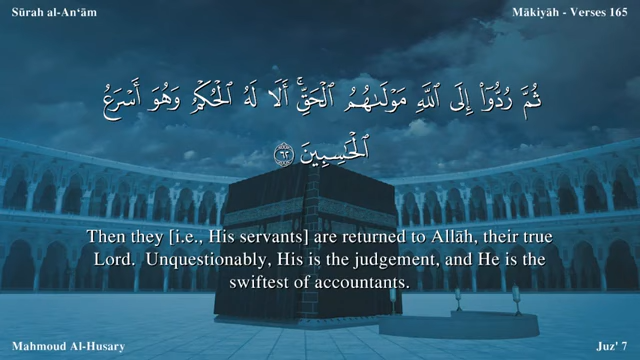 Sūrah al-An‘ām
Mākiyāh - Verses 165
ثُمَّ رُدُّوٓا۟ إِلَى ٱللَّهِ مَوْلَىٰهُمُ ٱلْحَقِّ ۚ أَلَا لَهُ ٱلْحُكْمُ وَهُوَ أَسْرَعُ
ٱلْحَـٰسِبِينَ ٦٢
Then they [i.e., His servants] are returned to Allāh, their true
Lord. Unquestionably, His is the judgement, and He is the
swiftest of accountants.
Mahmoud Al-Husary
Juz' 7